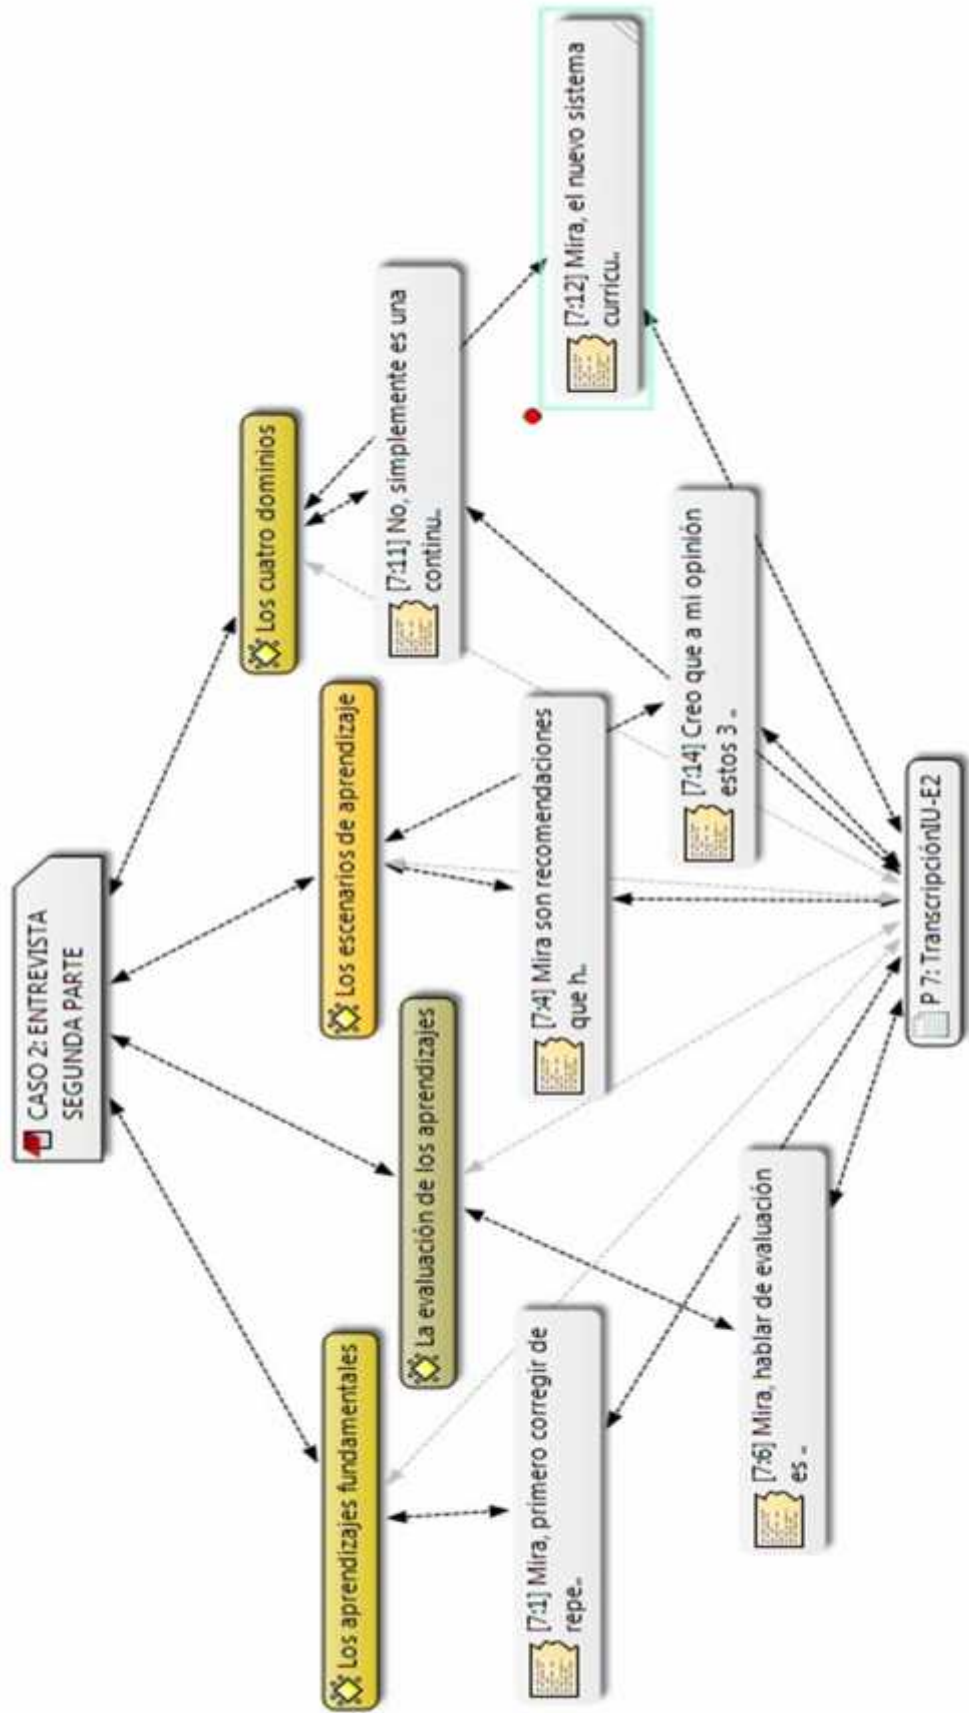 CASO 2: ENTREVISTA
SEGUNDA PARTE
Los aprendizajes fundamentales
La evaluación de los aprendizajes
Los escenarios de aprendizaje
Los cuatro dominios
[7:1] Mira, primero corregir de
repe..
[7:6] Mira, hablar de evaluación
es ..
[7:4] Mira son recomendaciones
que h..
[7:14] Creo que a mi opinión
estos 3 ..
[7:11] No, simplemente es una
continu..
[7:12] Mira, el nuevo sistema
curricu..
P 7: TranscripciónIU-E2